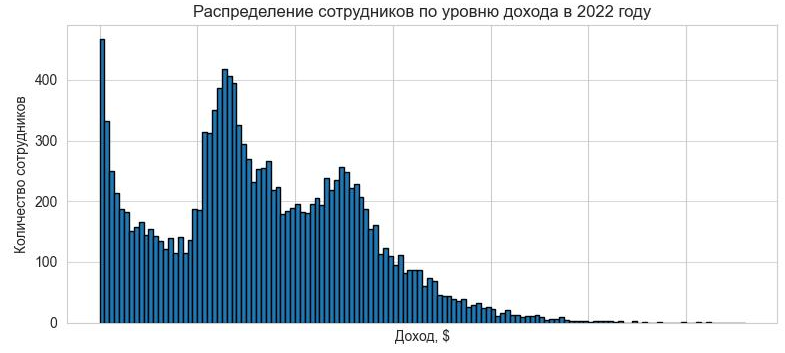 Распределение сотрудников по уровню дохода в 2022 году
Количество сотрудников
400
300
200
100
0
Доход, $